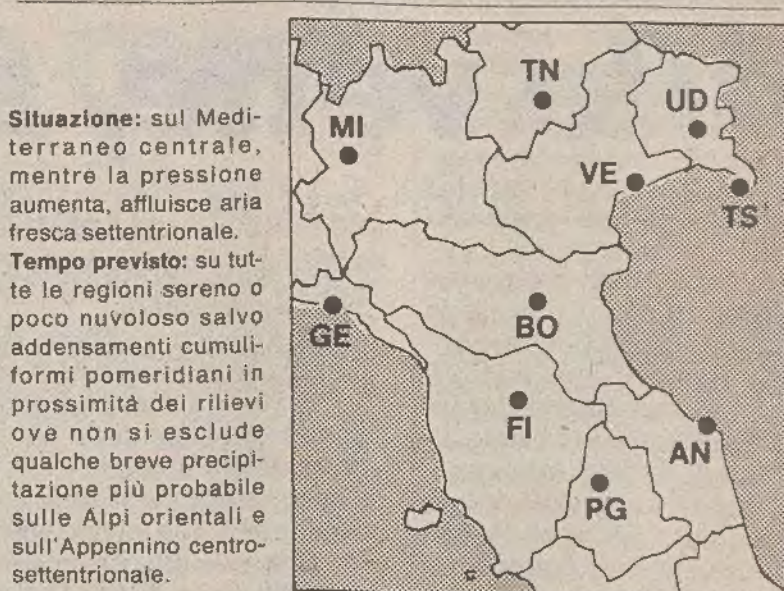 Situazione: sul Medi-
terraneo centrale,
mentre la pressione
aumenta, affluisce aria
fresca settentrionale.
Tempo previsto: su tut-
te le regioni sereno o
poco nuvoloso salvo
addensamenti cumuli-
formi pomeridiani in
prossimità dei rilievi
ove non si esclude
qualche breve precipi-
tazione più probabile
sulle Alpi orientali e
sull'Appennino centro-
settentrionale.
TN
UD
MI
VE
TS
GE
BO
FI
AN
PG